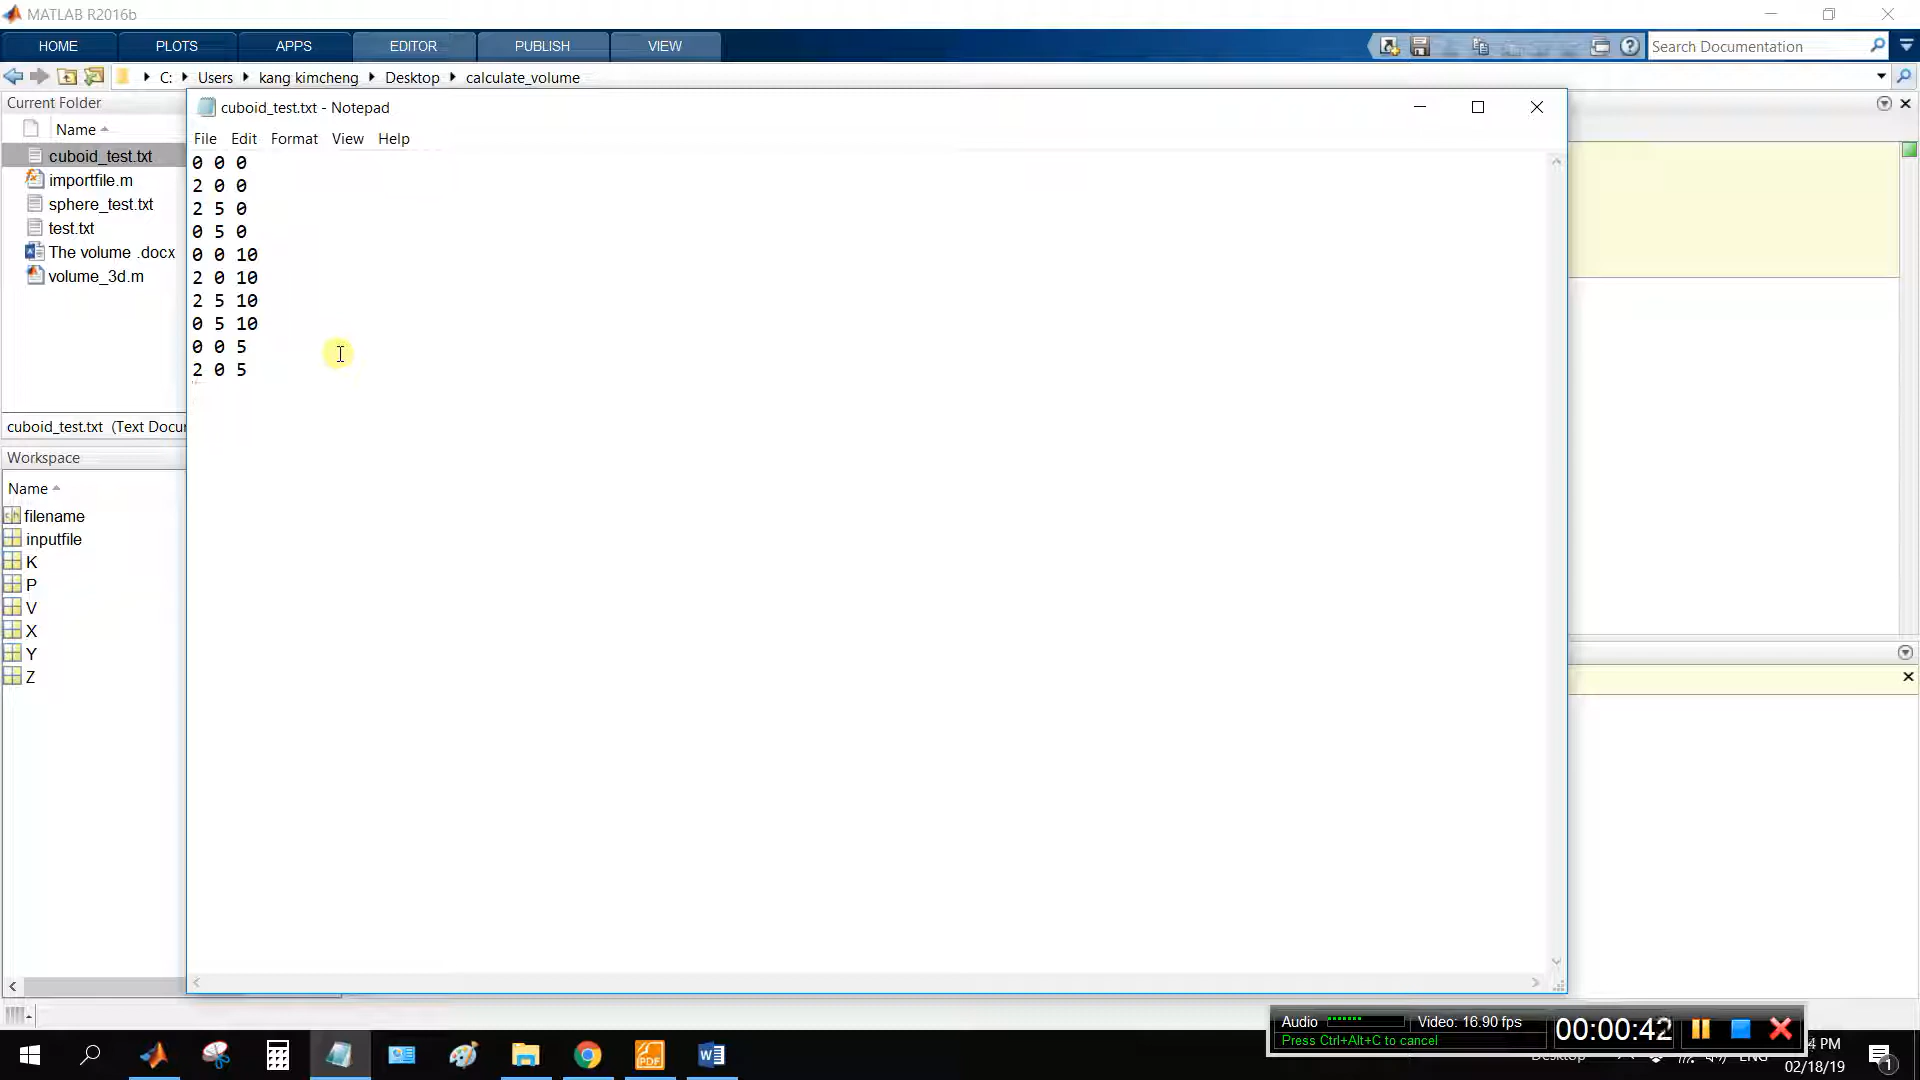 MATLAB R2016b
HOME PLOTS APPS EDITOR PUBLISH VIEW
Search Documentation
C: Users kang kimcheng Desktop calculate_volume
Current Folder
Name
cuboid_test.txt
importfile.m
sphere_test.txt
test.txt
The volume .docx
volume_3d.m
cuboid_test.txt (Text Docu
Workspace
Name
filename
inputfile
K
P
V
X
Y
Z
cuboid_test.txt - Notepad
File Edit Format View Help
0 0 0
2 0 0
2 5 0
0 5 0
0 0 10
2 0 10
2 5 10
0 5 10
0 0 5
2 0 5
Audio Video: 16.90 fps
Press Ctrl+Alt+C to cancel
00:00:42
4 PM
02/18/19
1
PDF